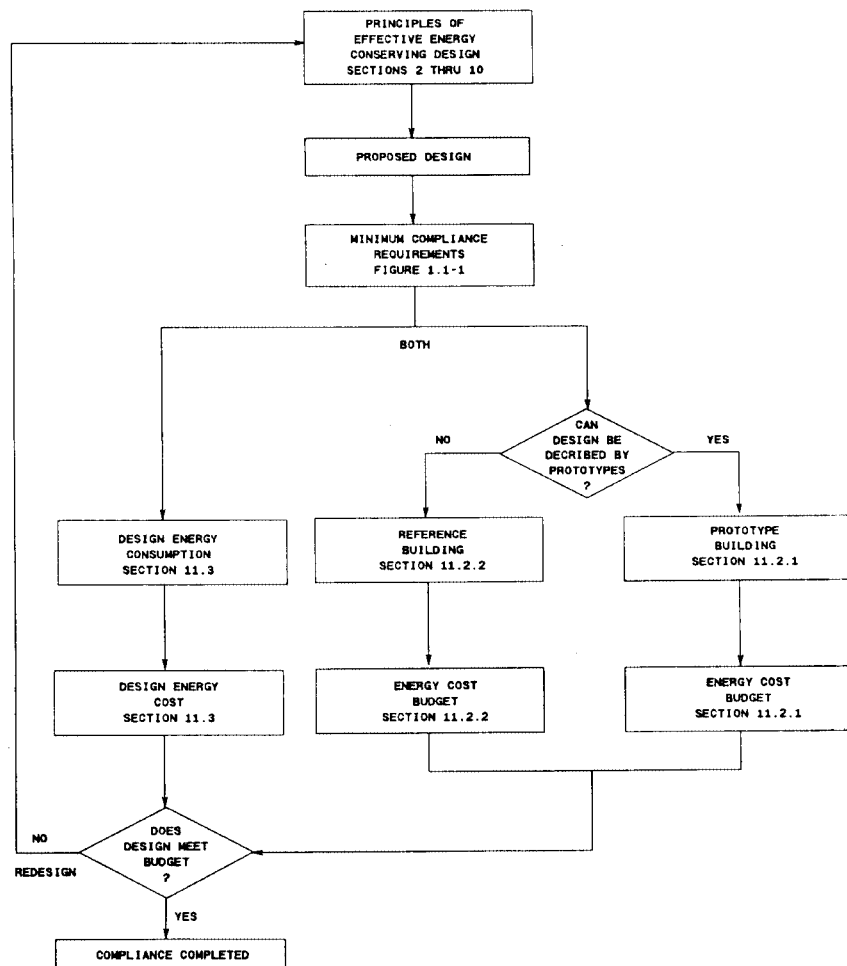 PRINCIPLES OF
EFFECTIVE ENERGY
CONSERVING DESIGN
SECTIONS 2 THRU 10
PROPOSED DESIGN
MINIMUM COMPLIANCE
REQUIREMENTS
FIGURE 1.1-1
BOTH
CAN
DESIGN BE
DECRIBED BY
PROTOTYPES
?
NO
YES
DESIGN ENERGY
CONSUMPTION
SECTION 11.3
REFERENCE
BUILDING
SECTION 11.2.2
PROTOTYPE
BUILDING
SECTION 11.2.1
DESIGN ENERGY
COST
SECTION 11.3
ENERGY COST
BUDGET
SECTION 11.2.2
ENERGY COST
BUDGET
SECTION 11.2.1
DOES
DESIGN MEET
BUDGET
?
NO
REDESIGN
YES
COMPLIANCE COMPLETED